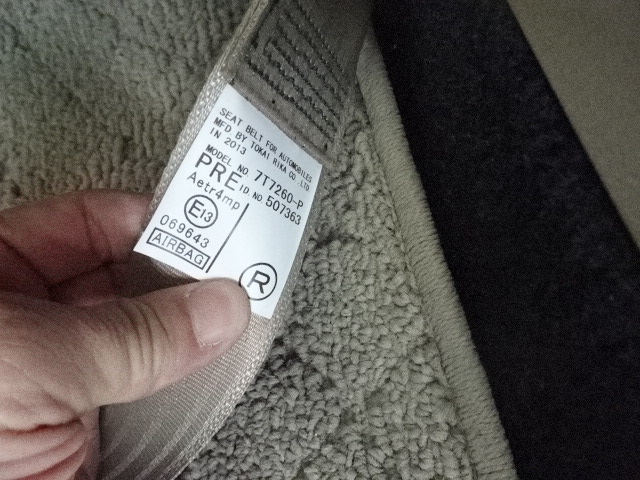 SEAT BELT FOR AUTOMOBILES
MFD. BY TOKAI RIKA CO.,LTD.
IN 2013
MODEL NO 7T7260-P
PRE ID NO 507363
Aetr4mp
E13
069643
AIRBAG
R